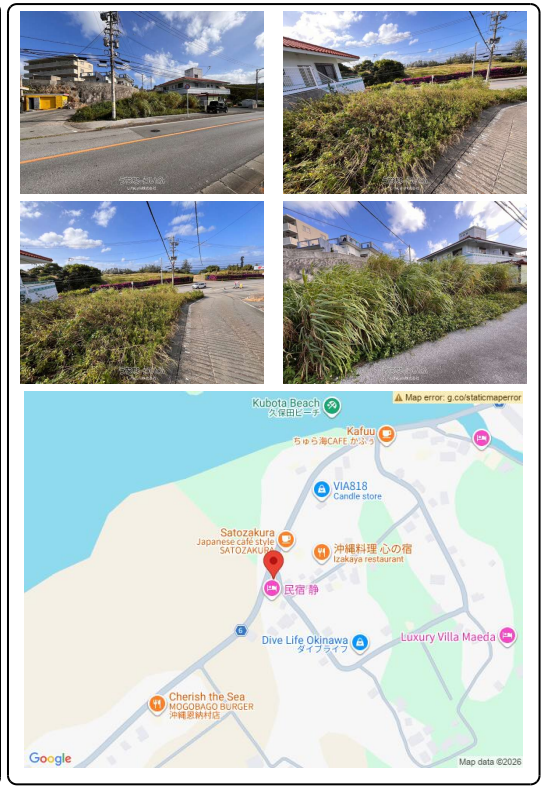 Map error: g.co/staticmaperror
Kubota Beach
久保田ビーチ
Kafuu
ちゅら海CAFE かふぅ
VIA818
Candle store
Satozakura
Japanese café style
SATOZAKURA
沖縄料理 心の宿
Izakaya restaurant
民宿 静
6
Dive Life Okinawa
ダイブライフ
Luxury Villa Maeda
Cherish the Sea
MOGOBAGO BURGER
沖縄恩納村店
Google
Map data ©2026